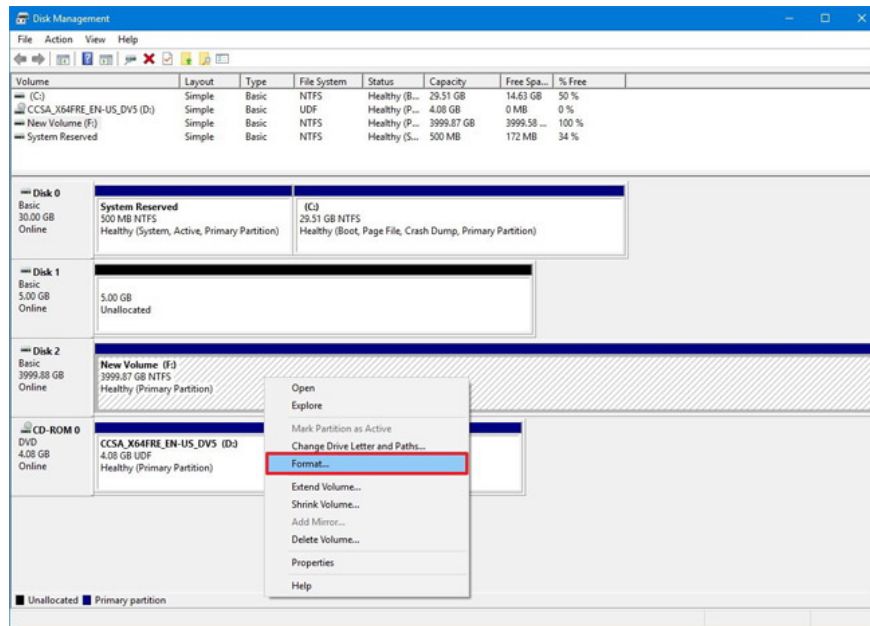 Disk Management
File Action View Help
Volume Layout Type File System Status Capacity Free Spa... % Free
(C:) Simple Basic NTFS Healthy (B... 29.51 GB 14.63 GB 50 %
CCSA_X64FRE_EN-US_DV5 (D:) Simple Basic UDF Healthy (P... 4.08 GB 0 MB 0 %
New Volume (F:) Simple Basic NTFS Healthy (P... 3999.87 GB 3999.58 ... 100 %
System Reserved Simple Basic NTFS Healthy (S... 500 MB 172 MB 34 %
Disk 0
Basic
30.00 GB
Online
System Reserved
500 MB NTFS
Healthy (System, Active, Primary Partition)
(C:)
29.51 GB NTFS
Healthy (Boot, Page File, Crash Dump, Primary Partition)
Disk 1
Basic
5.00 GB
Online
5.00 GB
Unallocated
Disk 2
Basic
3999.88 GB
Online
New Volume (F:)
3999.87 GB NTFS
Healthy (Primary Partition)
CD-ROM 0
DVD
4.08 GB
Online
CCSA_X64FRE_EN-US_DV5 (D:)
4.08 GB UDF
Healthy (Primary Partition)
Open
Explore
Mark Partition as Active
Change Drive Letter and Paths...
Format...
Extend Volume...
Shrink Volume...
Add Mirror...
Delete Volume...
Properties
Help
Unallocated Primary partition